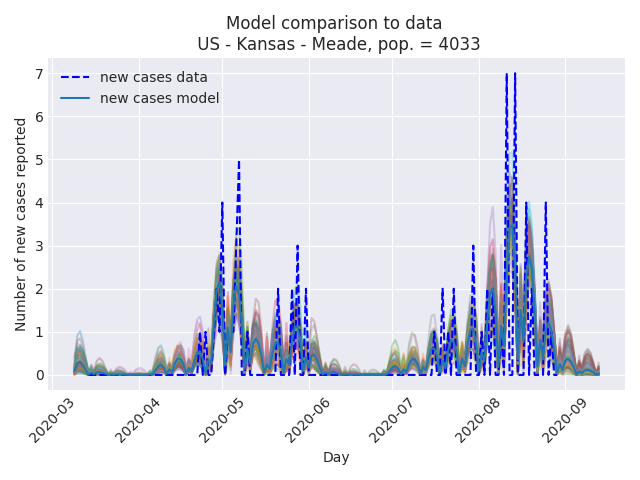 Model comparison to data
US - Kansas - Meade, pop. = 4033
7
6
5
4
3
2
1
0
new cases data
new cases model
Number of new cases reported
2020-03
2020-04
2020-05
2020-06
2020-07
2020-08
2020-09
Day